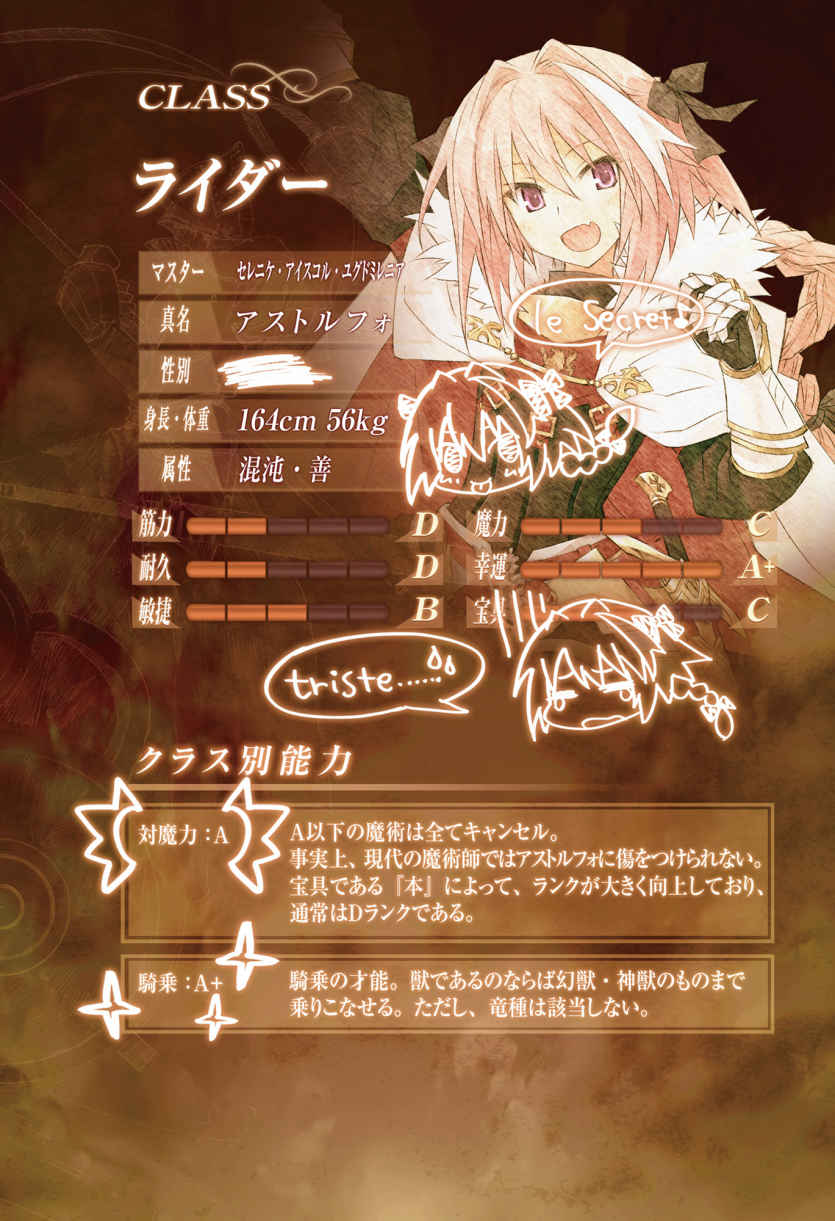 CLASS
ライダー
マスター セレニケ・アイスコル・ユグドミレニア
真名 アストルフォ
le Secret♪
性別
身長・体重 164cm 56kg
属性 混沌・善
筋力 D 魔力 C
耐久 D 幸運 A+
敏捷 B 宝具 C
triste……
クラス別能力
対魔力：A
A以下の魔術は全てキャンセル。
事実上、現代の魔術師ではアストルフォに傷をつけられない。
宝具である『本』によって、ランクが大きく向上しており、
通常はDランクである。
騎乗：A+
騎乗の才能。獣であるのならば幻獣・神獣のものまで
乗りこなせる。ただし、竜種は該当しない。